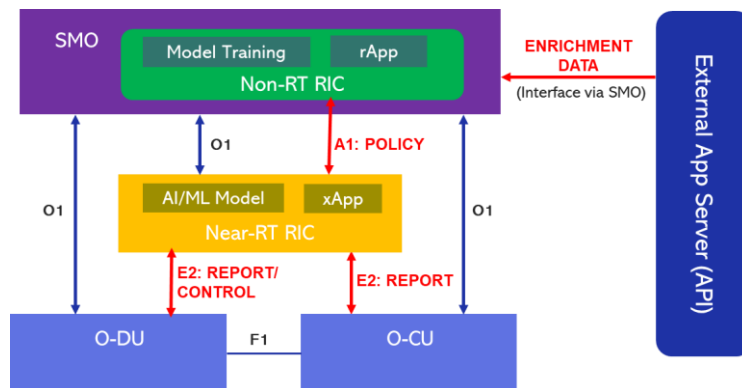 SMO
Model Training
rApp
Non-RT RIC
ENRICHMENT
DATA
(Interface via SMO)
External App Server (API)
O1
A1: POLICY
O1
O1
AI/ML Model
xApp
Near-RT RIC
E2: REPORT/
CONTROL
E2: REPORT
O-DU
F1
O-CU